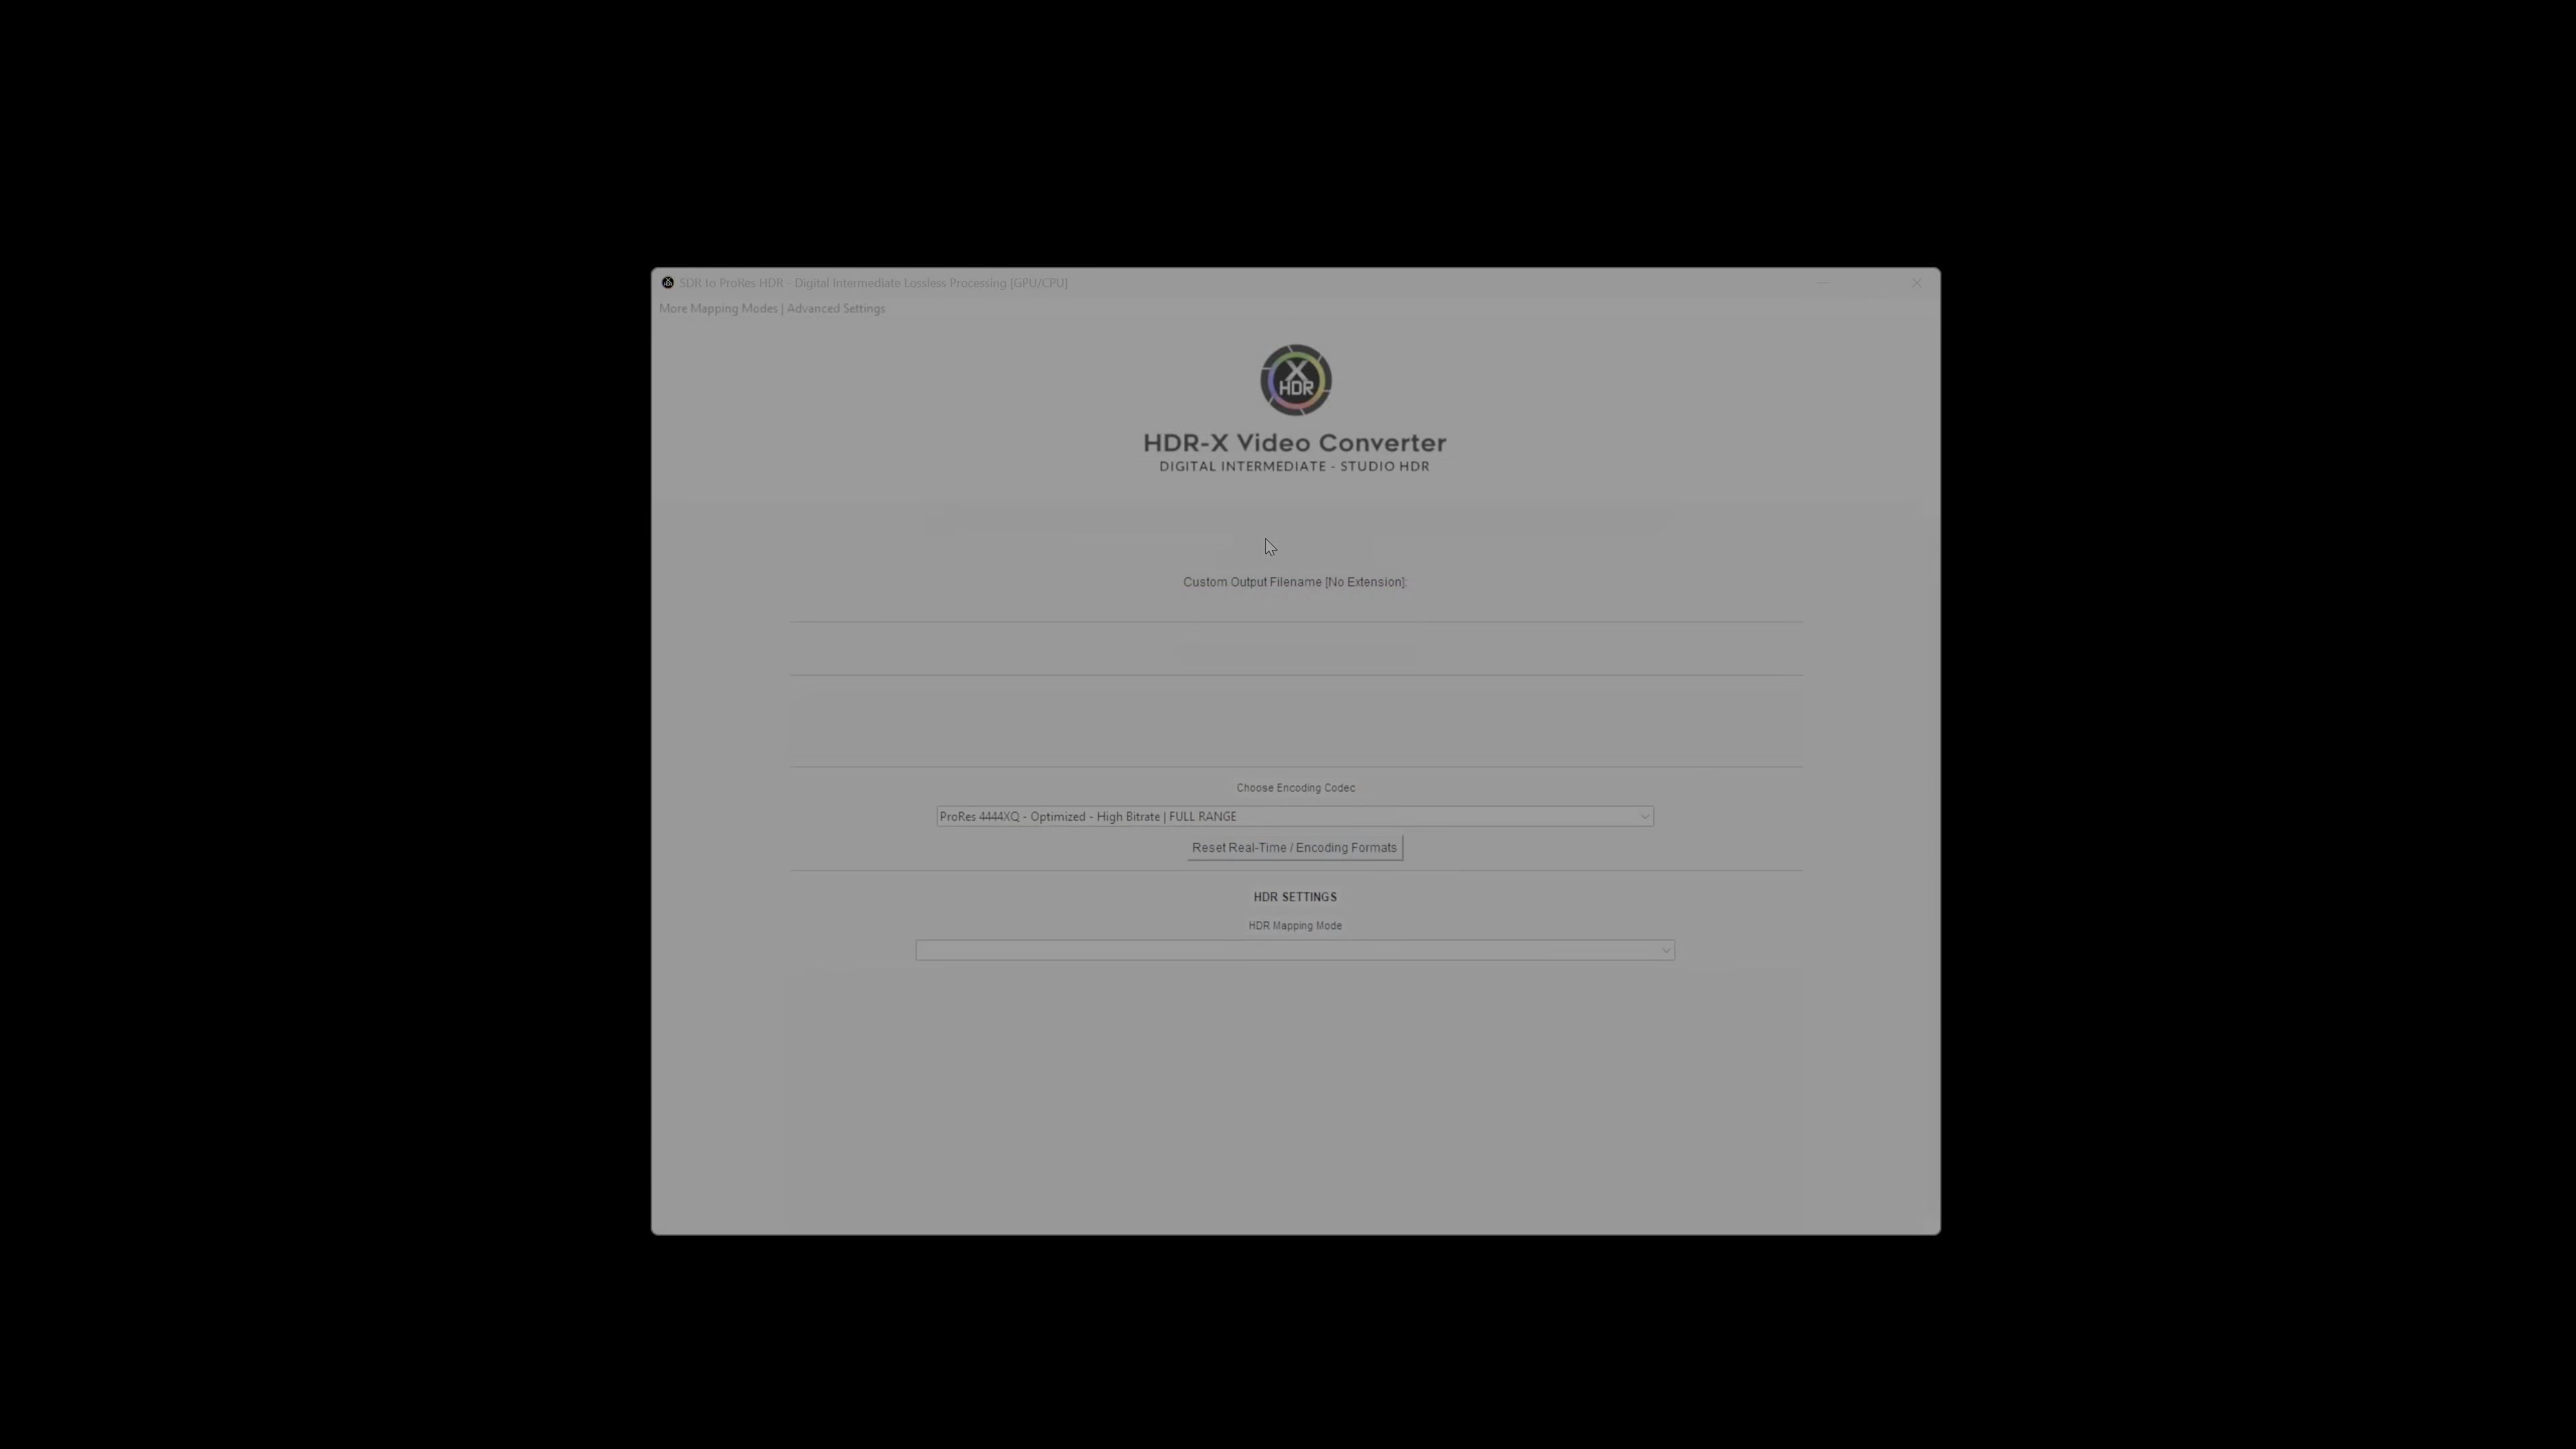 SDR to ProRes HDR - Digital Intermediate Lossless Processing [GPU/CPU]
More Mapping Modes | Advanced Settings
X
HDR
HDR-X Video Converter
DIGITAL INTERMEDIATE - STUDIO HDR
Custom Output Filename [No Extension]:
Choose Encoding Codec
ProRes 4444XQ - Optimized - High Bitrate | FULL RANGE
Reset Real-Time / Encoding Formats
HDR SETTINGS
HDR Mapping Mode